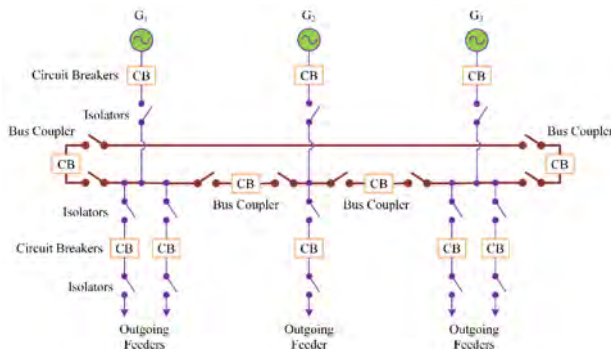 G₁ G₂ G₃
Circuit Breakers CB CB CB
Isolators
Bus Coupler Bus Coupler
CB CB
CB CB
Bus Coupler Bus Coupler
Isolators
Circuit Breakers CB CB CB CB CB
Isolators
Outgoing Outgoing Outgoing
Feeders Feeder Feeders